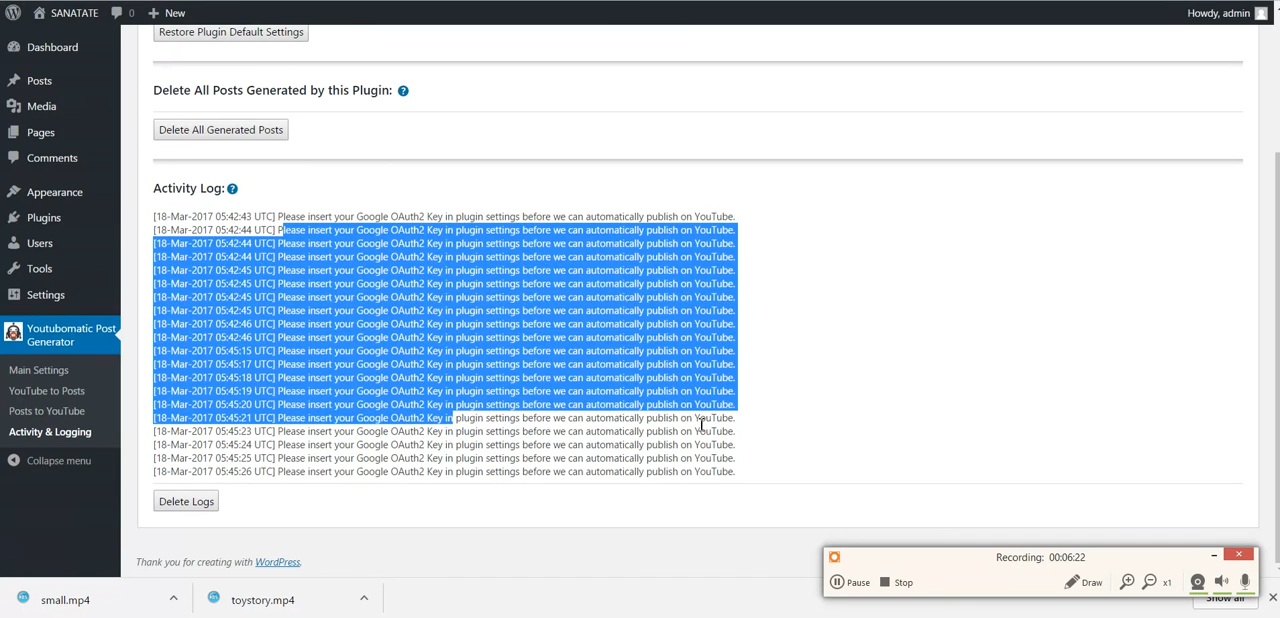 SANATATE
0
New
Howdy, admin
Dashboard
Posts
Media
Pages
Comments
Appearance
Plugins
Users
Tools
Settings
Youtubomatic Post
Generator
Main Settings
YouTube to Posts
Posts to YouTube
Activity & Logging
Collapse menu
Restore Plugin Default Settings
Delete All Posts Generated by this Plugin:
Delete All Generated Posts
Activity Log:
[18-Mar-2017 05:42:43 UTC] Please insert your Google OAuth2 Key in plugin settings before we can automatically publish on YouTube.
[18-Mar-2017 05:42:44 UTC] Please insert your Google OAuth2 Key in plugin settings before we can automatically publish on YouTube.
[18-Mar-2017 05:42:44 UTC] Please insert your Google OAuth2 Key in plugin settings before we can automatically publish on YouTube.
[18-Mar-2017 05:42:44 UTC] Please insert your Google OAuth2 Key in plugin settings before we can automatically publish on YouTube.
[18-Mar-2017 05:42:45 UTC] Please insert your Google OAuth2 Key in plugin settings before we can automatically publish on YouTube.
[18-Mar-2017 05:42:45 UTC] Please insert your Google OAuth2 Key in plugin settings before we can automatically publish on YouTube.
[18-Mar-2017 05:42:45 UTC] Please insert your Google OAuth2 Key in plugin settings before we can automatically publish on YouTube.
[18-Mar-2017 05:42:45 UTC] Please insert your Google OAuth2 Key in plugin settings before we can automatically publish on YouTube.
[18-Mar-2017 05:42:46 UTC] Please insert your Google OAuth2 Key in plugin settings before we can automatically publish on YouTube.
[18-Mar-2017 05:42:46 UTC] Please insert your Google OAuth2 Key in plugin settings before we can automatically publish on YouTube.
[18-Mar-2017 05:45:15 UTC] Please insert your Google OAuth2 Key in plugin settings before we can automatically publish on YouTube.
[18-Mar-2017 05:45:17 UTC] Please insert your Google OAuth2 Key in plugin settings before we can automatically publish on YouTube.
[18-Mar-2017 05:45:18 UTC] Please insert your Google OAuth2 Key in plugin settings before we can automatically publish on YouTube.
[18-Mar-2017 05:45:19 UTC] Please insert your Google OAuth2 Key in plugin settings before we can automatically publish on YouTube.
[18-Mar-2017 05:45:20 UTC] Please insert your Google OAuth2 Key in plugin settings before we can automatically publish on YouTube.
[18-Mar-2017 05:45:21 UTC] Please insert your Google OAuth2 Key in plugin settings before we can automatically publish on YouTube.
[18-Mar-2017 05:45:23 UTC] Please insert your Google OAuth2 Key in plugin settings before we can automatically publish on YouTube.
[18-Mar-2017 05:45:24 UTC] Please insert your Google OAuth2 Key in plugin settings before we can automatically publish on YouTube.
[18-Mar-2017 05:45:25 UTC] Please insert your Google OAuth2 Key in plugin settings before we can automatically publish on YouTube.
[18-Mar-2017 05:45:26 UTC] Please insert your Google OAuth2 Key in plugin settings before we can automatically publish on YouTube.
Delete Logs
Thank you for creating with WordPress.
Recording: 00:06:22
Pause
Stop
Draw
x1
small.mp4
toystory.mp4
Show all